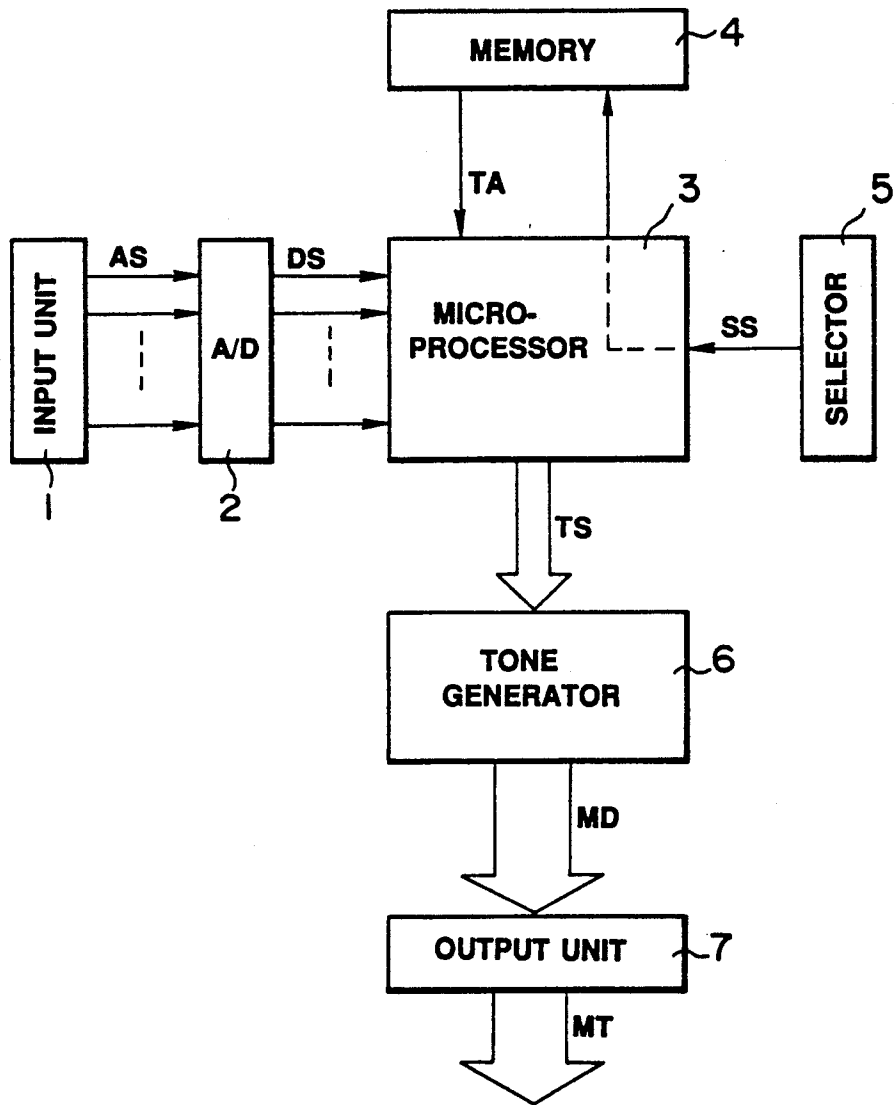 MEMORY
4
TA
3
5
INPUT UNIT
AS
A/D
DS
MICRO-
PROCESSOR
SS
SELECTOR
1
2
TS
TONE
GENERATOR
6
MD
OUTPUT UNIT
7
MT